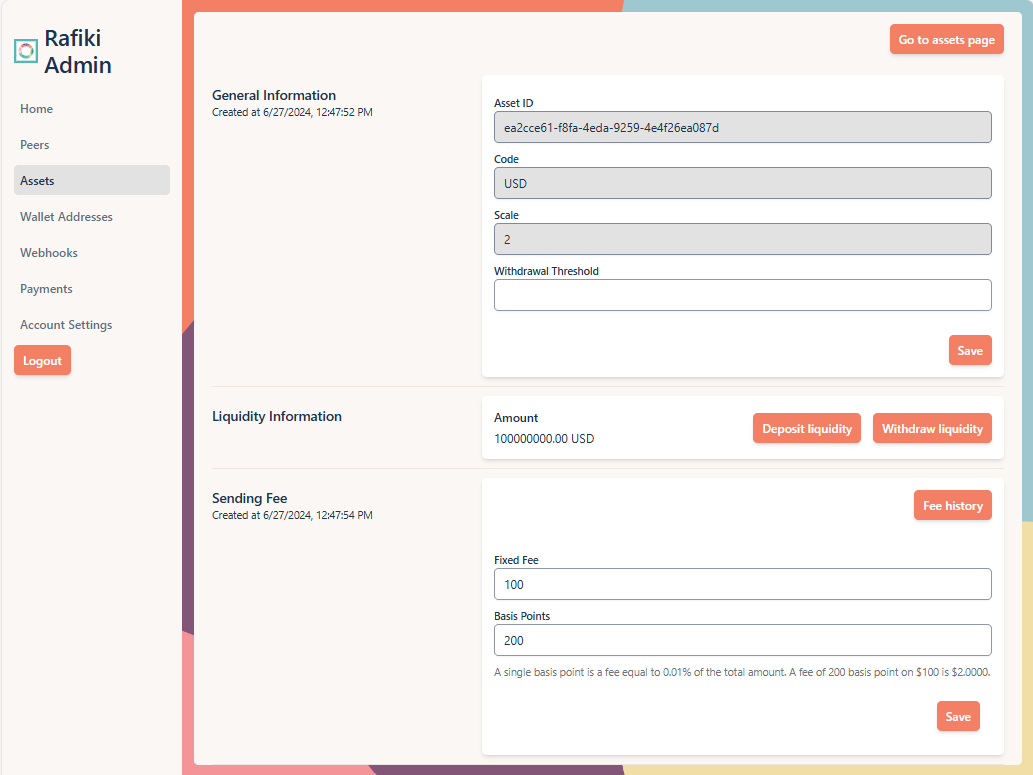 Rafiki
Admin
Home
Peers
Assets
Wallet Addresses
Webhooks
Payments
Account Settings
Logout
Go to assets page
General Information
Created at 6/27/2024, 12:47:52 PM
Asset ID
ea2cce61-f8fa-4eda-9259-4e4f26ea087d
Code
USD
Scale
2
Withdrawal Threshold
Save
Liquidity Information
Amount
100000000.00 USD
Deposit liquidity
Withdraw liquidity
Sending Fee
Created at 6/27/2024, 12:47:54 PM
Fee history
Fixed Fee
100
Basis Points
200
A single basis point is a fee equal to 0.01% of the total amount. A fee of 200 basis point on $100 is $2.0000.
Save